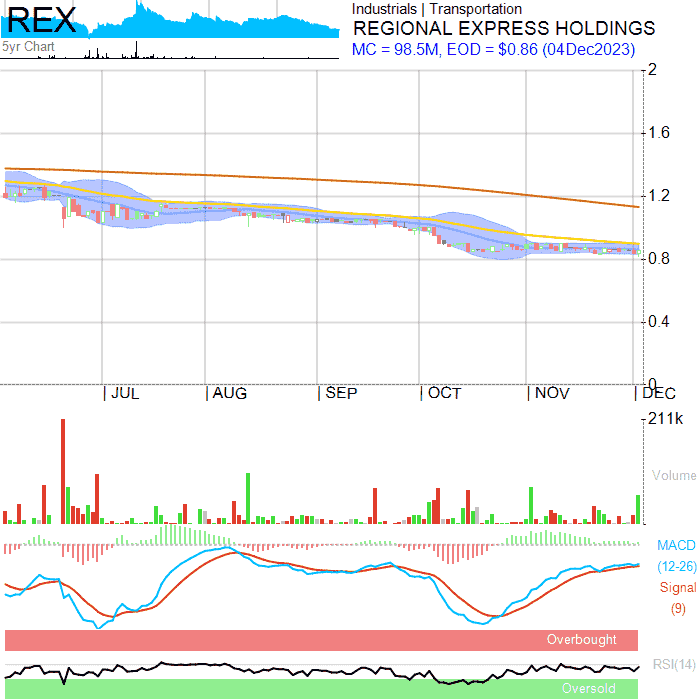 REX
5yr Chart
Industrials | Transportation
REGIONAL EXPRESS HOLDINGS
MC = 98.5M, EOD = $0.86 (04Dec2023)
2
1.6
1.2
0.8
0.4
0
JUL AUG SEP OCT NOV DEC
211k
Volume
MACD
(12-26)
Signal
(9)
Overbought
RSI(14)
Oversold